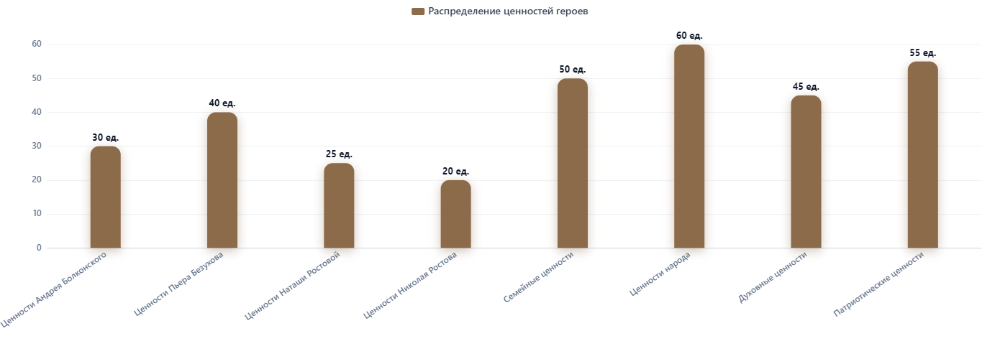 Распределение ценностей героев
60 ед.
55 ед.
50 ед.
45 ед.
40 ед.
30 ед.
25 ед.
20 ед.
60
50
40
30
20
10
0
Ценности Андрея Болконского
Ценности Пьера Безухова
Ценности Наташи Ростовой
Ценности Николая Ростова
Семейные ценности
Ценности народа
Духовные ценности
Патриотические ценности